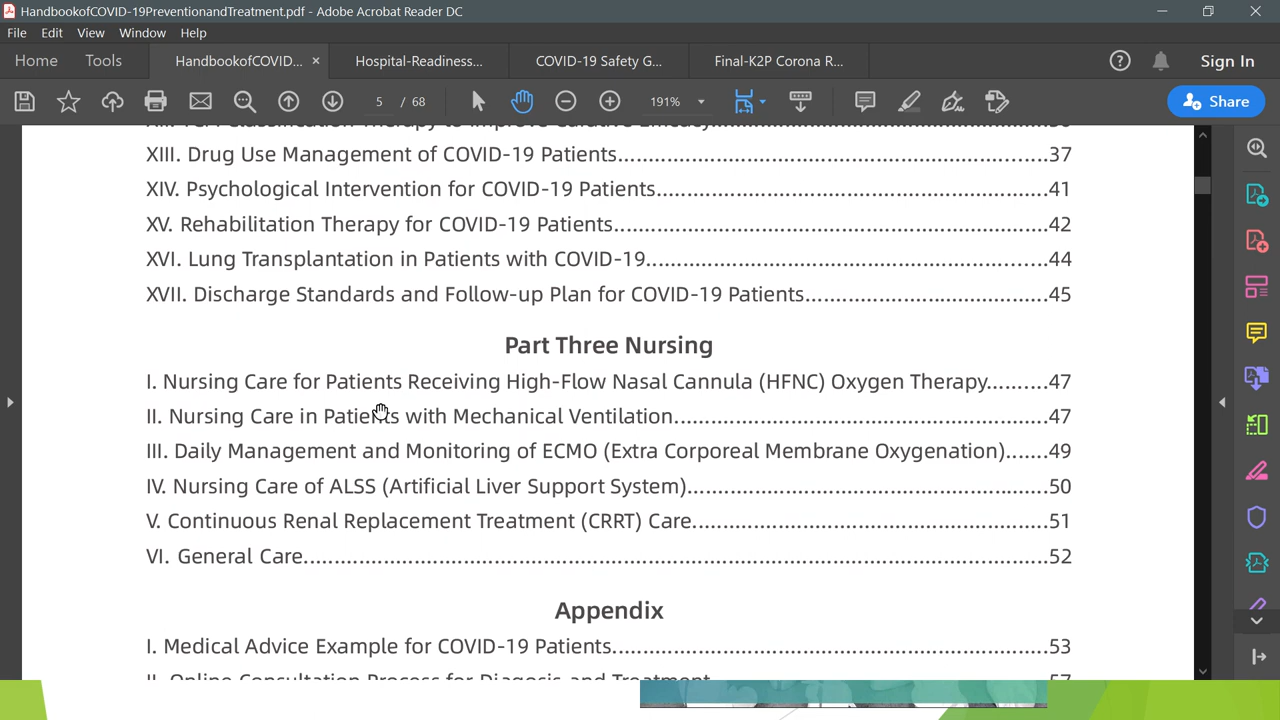 HandbookofCOVID-19PreventionandTreatment.pdf - Adobe Acrobat Reader DC
File Edit View Window Help
Home Tools HandbookofCOVID... × Hospital-Readiness... COVID-19 Safety G... Final-K2P Corona R... Sign In
5 / 68 191% Share
XIII. Drug Use Management of COVID-19 Patients....................................................................37
XIV. Psychological Intervention for COVID-19 Patients..............................................................41
XV. Rehabilitation Therapy for COVID-19 Patients.....................................................................42
XVI. Lung Transplantation in Patients with COVID-19................................................................44
XVII. Discharge Standards and Follow-up Plan for COVID-19 Patients.......................................45
Part Three Nursing
I. Nursing Care for Patients Receiving High-Flow Nasal Cannula (HFNC) Oxygen Therapy..........47
II. Nursing Care in Patients with Mechanical Ventilation...........................................................47
III. Daily Management and Monitoring of ECMO (Extra Corporeal Membrane Oxygenation).......49
IV. Nursing Care of ALSS (Artificial Liver Support System).........................................................50
V. Continuous Renal Replacement Treatment (CRRT) Care........................................................51
VI. General Care......................................................................................................................52
Appendix
I. Medical Advice Example for COVID-19 Patients.....................................................................53